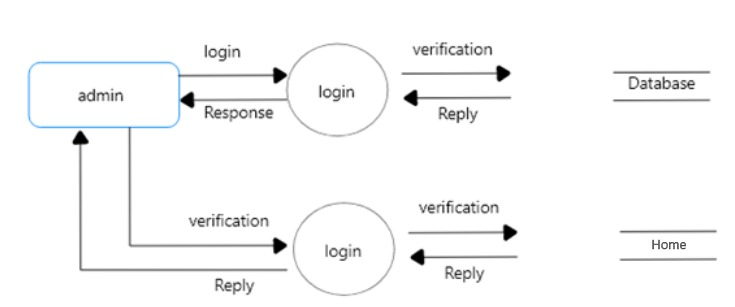 login
verification
admin
login
Database
Response
Reply
verification
verification
login
Home
Reply
Reply